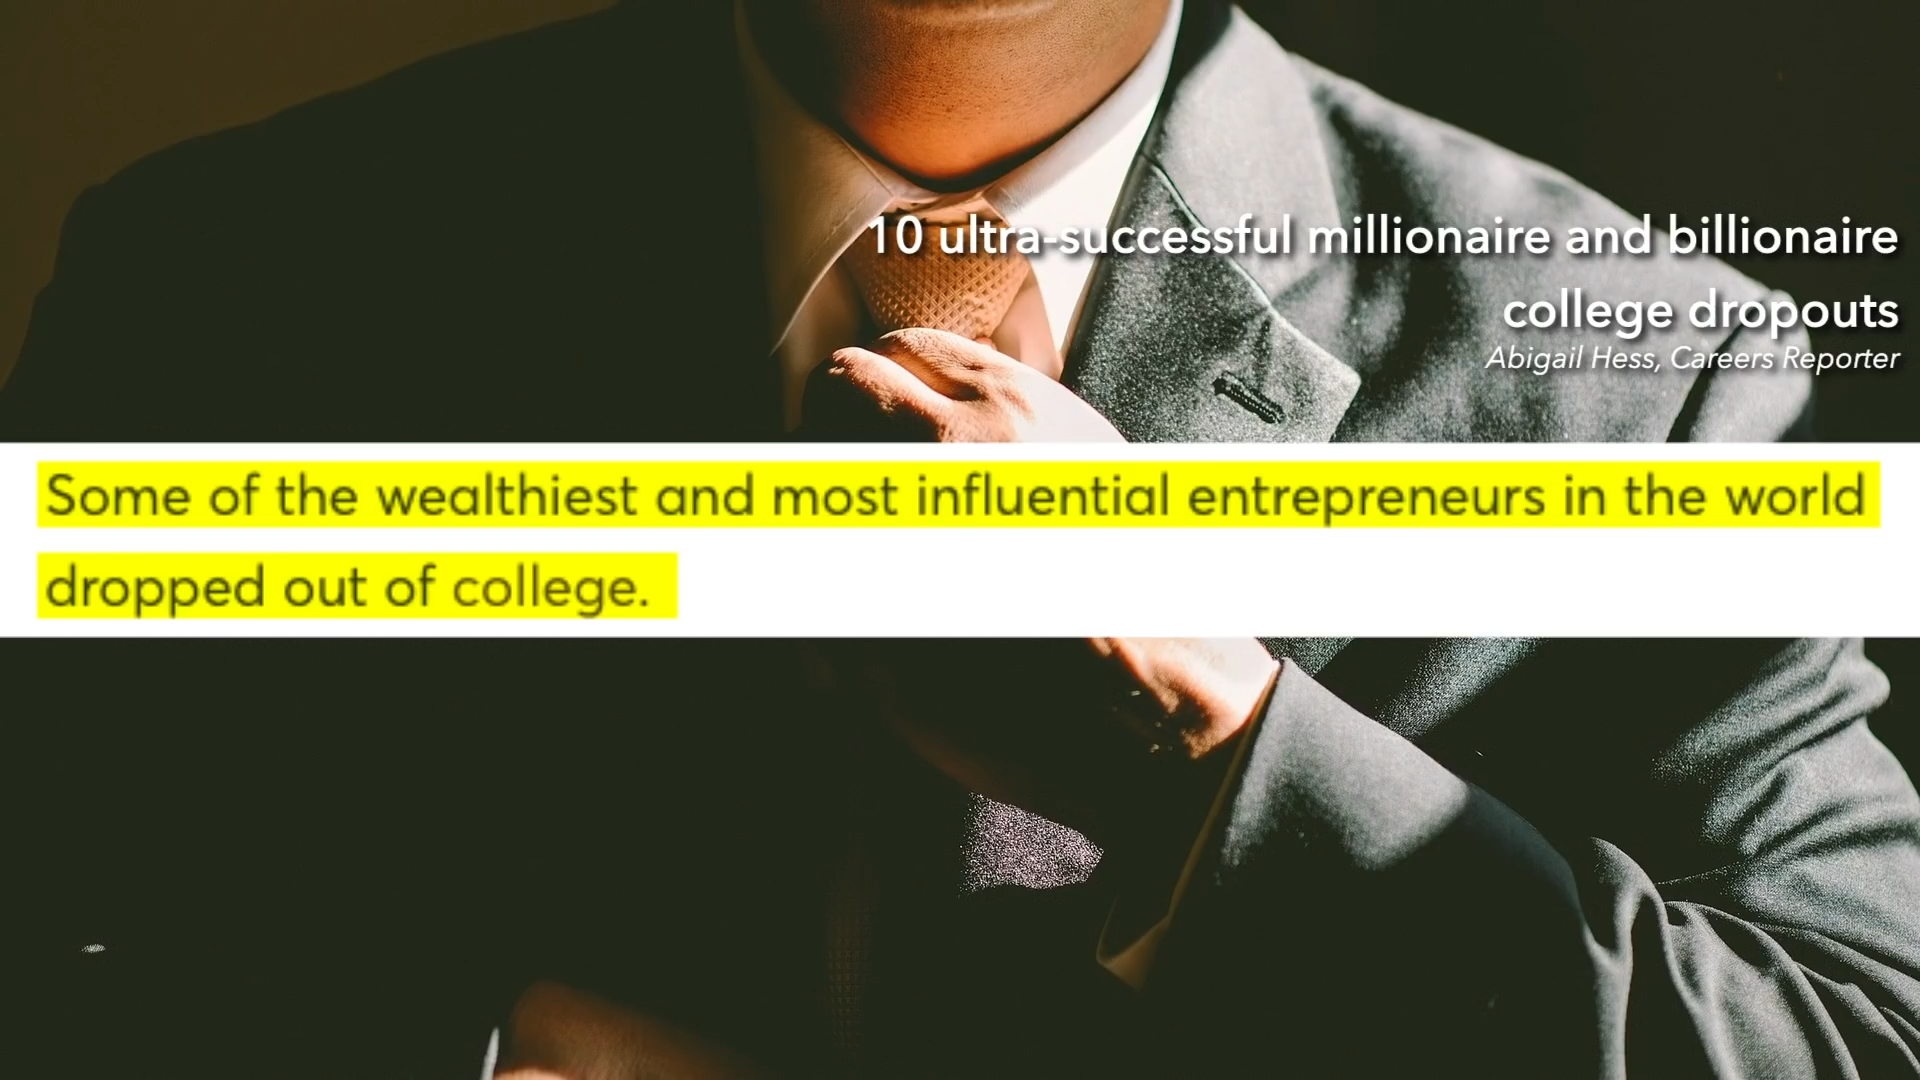 10 ultra-successful millionaire and billionaire
college dropouts
Abigail Hess, Careers Reporter
Some of the wealthiest and most influential entrepreneurs in the world
dropped out of college.